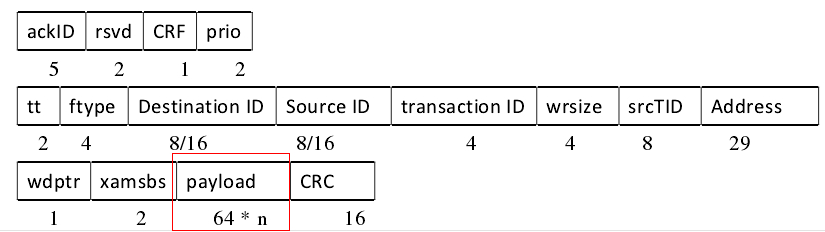 ackID rsvd CRF prio
5 2 1 2
tt ftype Destination ID Source ID transaction ID wrsize srcTID Address
2 4 8/16 8/16 4 4 8 29
wdptr xamsbs payload CRC
1 2 64 * n 16